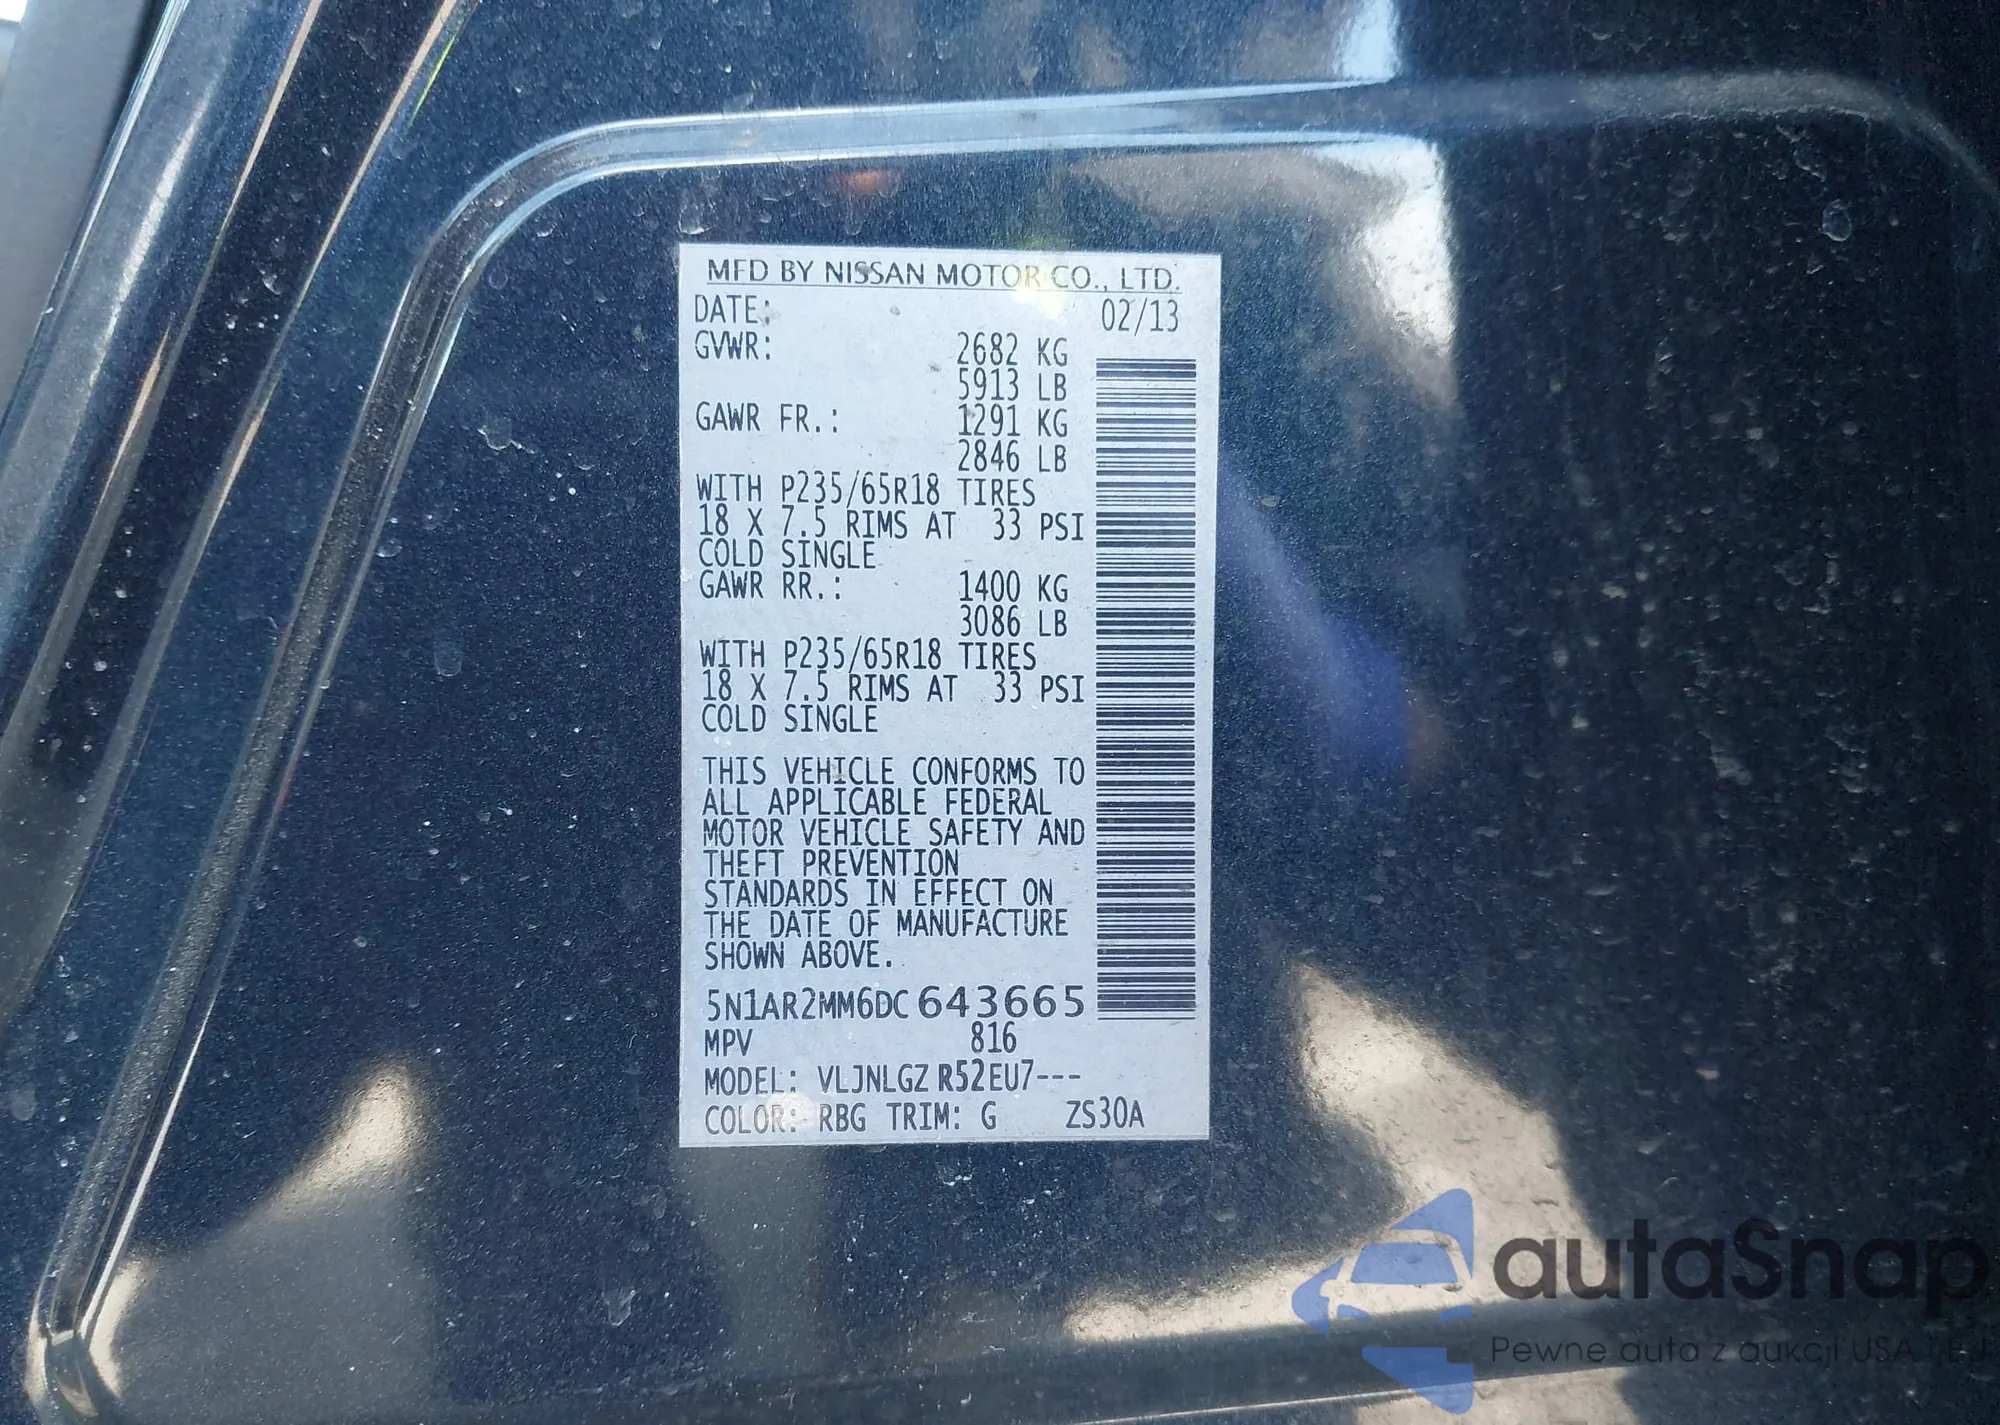 MFD BY NISSAN MOTOR CO., LTD.
DATE: 02/13
GVWR: 2682 KG
5913 LB
GAWR FR.: 1291 KG
2846 LB
WITH P235/65R18 TIRES
18 X 7.5 RIMS AT 33 PSI
COLD SINGLE
GAWR RR.: 1400 KG
3086 LB
WITH P235/65R18 TIRES
18 X 7.5 RIMS AT 33 PSI
COLD SINGLE
THIS VEHICLE CONFORMS TO
ALL APPLICABLE FEDERAL
MOTOR VEHICLE SAFETY AND
THEFT PREVENTION
STANDARDS IN EFFECT ON
THE DATE OF MANUFACTURE
SHOWN ABOVE.
5N1AR2MM6DC643665
MPV 816
MODEL: VLJNLGZ R52EU7---
COLOR: RBG TRIM: G ZS30A
autaSnap
Pewne auta z aukcji USA i EU